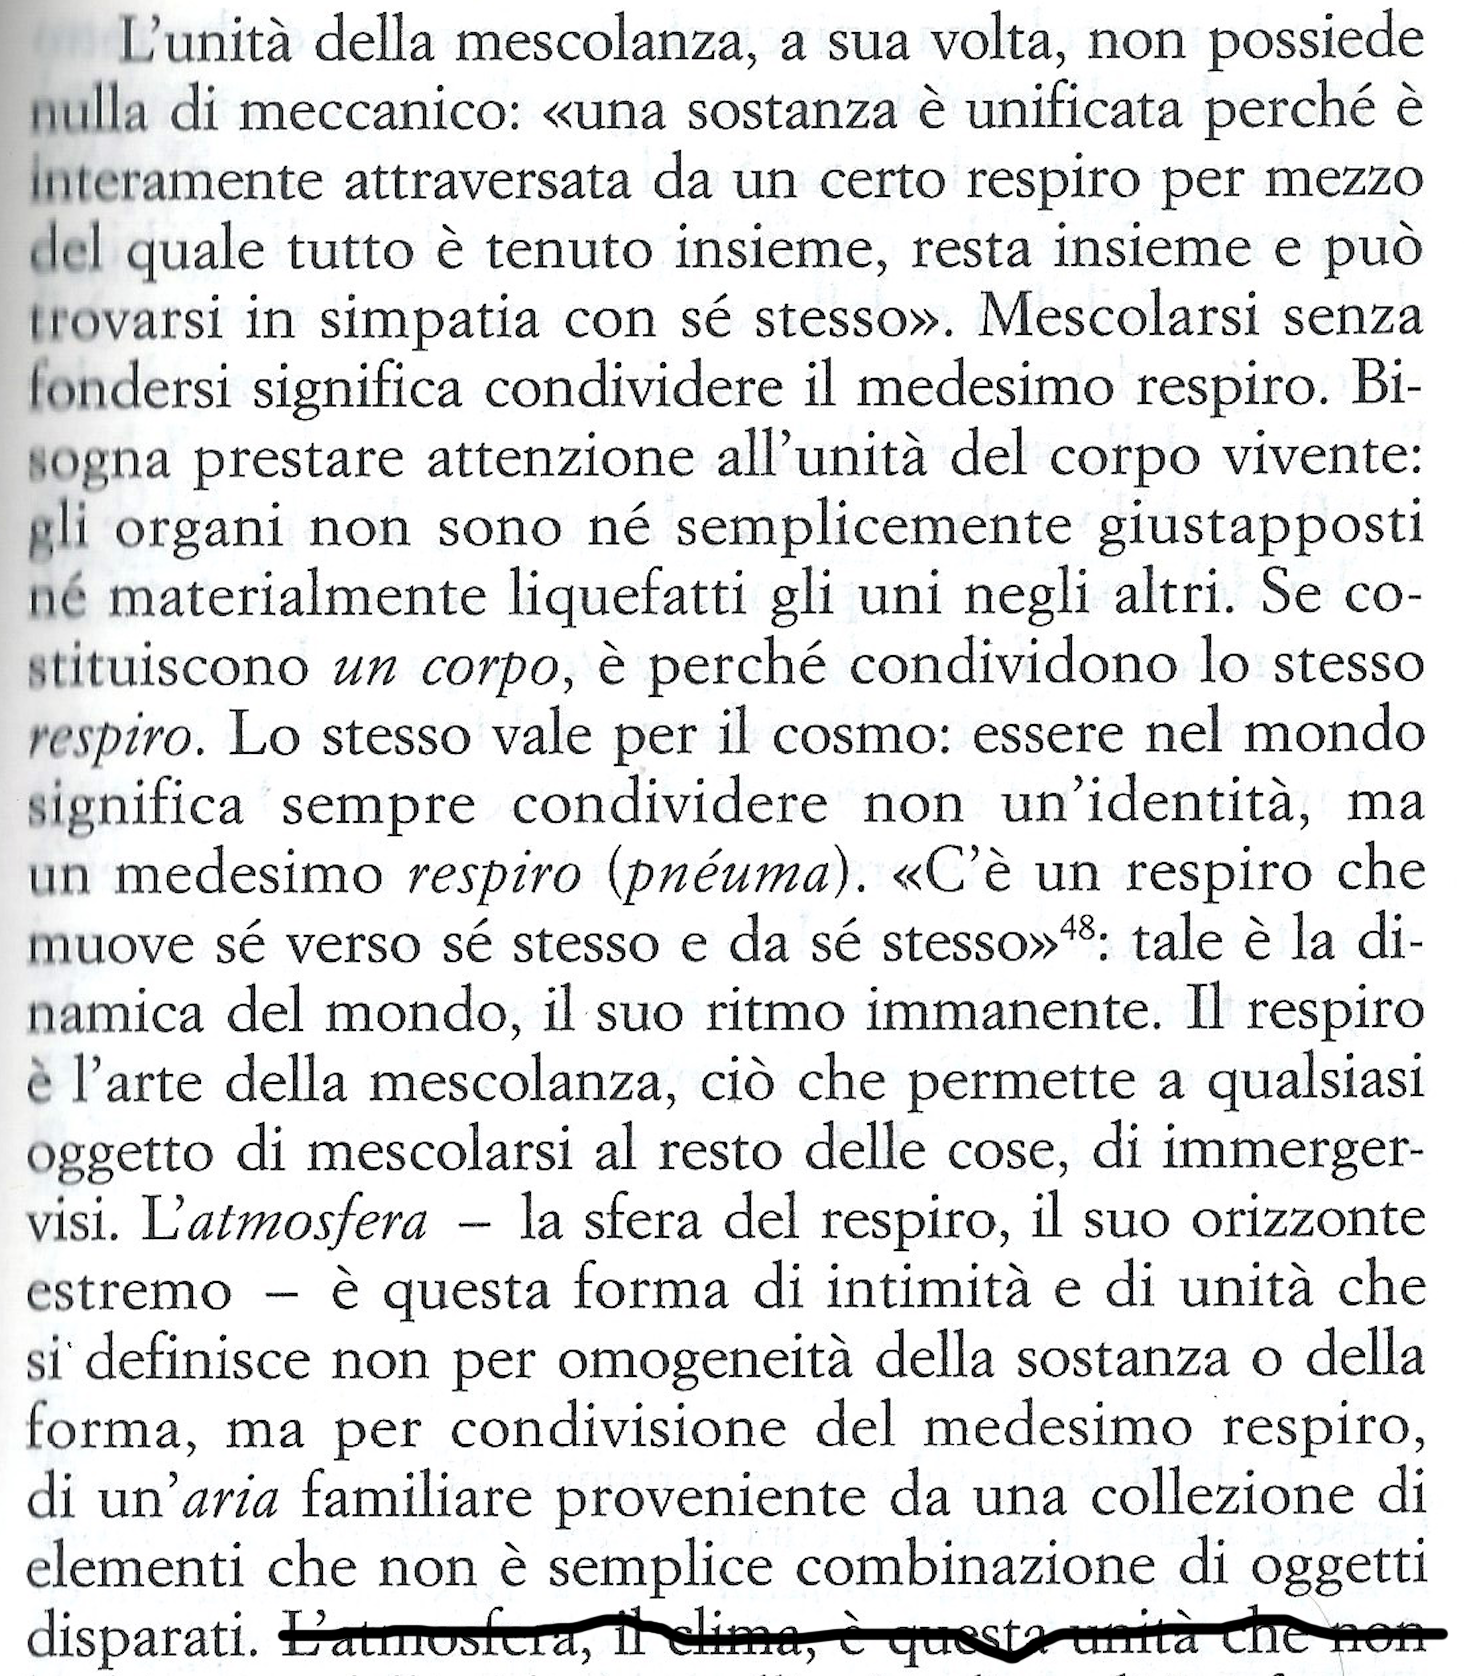 L'unità della mescolanza, a sua volta, non possiede
nulla di meccanico: «una sostanza è unificata perché è
interamente attraversata da un certo respiro per mezzo
del quale tutto è tenuto insieme, resta insieme e può
trovarsi in simpatia con sé stesso». Mescolarsi senza
fondersi significa condividere il medesimo respiro. Bi-
sogna prestare attenzione all'unità del corpo vivente:
gli organi non sono né semplicemente giustapposti
né materialmente liquefatti gli uni negli altri. Se co-
stituiscono un corpo, è perché condividono lo stesso
respiro. Lo stesso vale per il cosmo: essere nel mondo
significa sempre condividere non un'identità, ma
un medesimo respiro (pnéuma). «C'è un respiro che
muove sé verso sé stesso e da sé stesso»48: tale è la di-
namica del mondo, il suo ritmo immanente. Il respiro
è l'arte della mescolanza, ciò che permette a qualsiasi
oggetto di mescolarsi al resto delle cose, di immerger-
visi. L'atmosfera – la sfera del respiro, il suo orizzonte
estremo – è questa forma di intimità e di unità che
si definisce non per omogeneità della sostanza o della
forma, ma per condivisione del medesimo respiro,
di un'aria familiare proveniente da una collezione di
elementi che non è semplice combinazione di oggetti
disparati. L'atmosfera, il clima, è questa unità che non